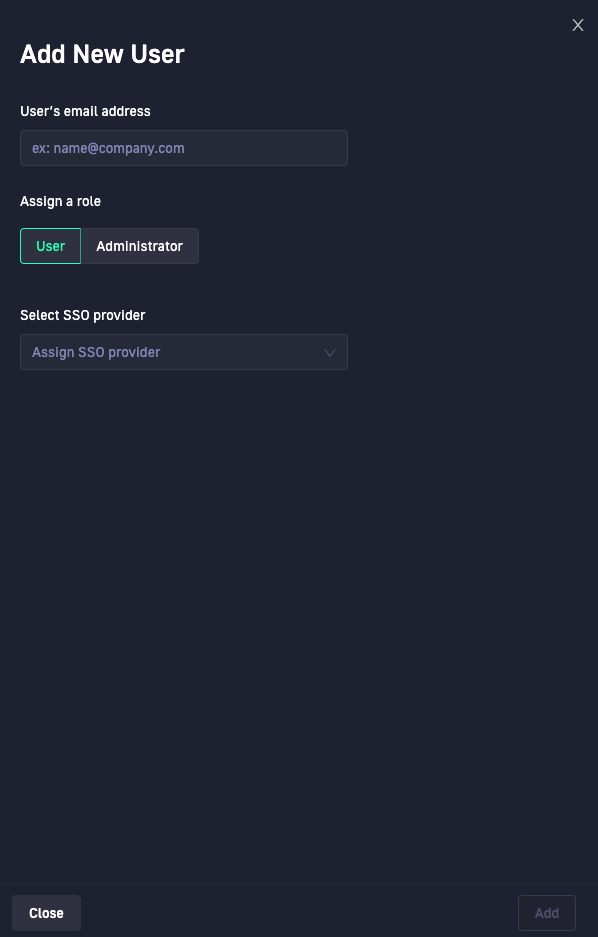 Add New User
User’s email address
ex: name@company.com
Assign a role
User Administrator
Select SSO provider
Assign SSO provider
Close Add